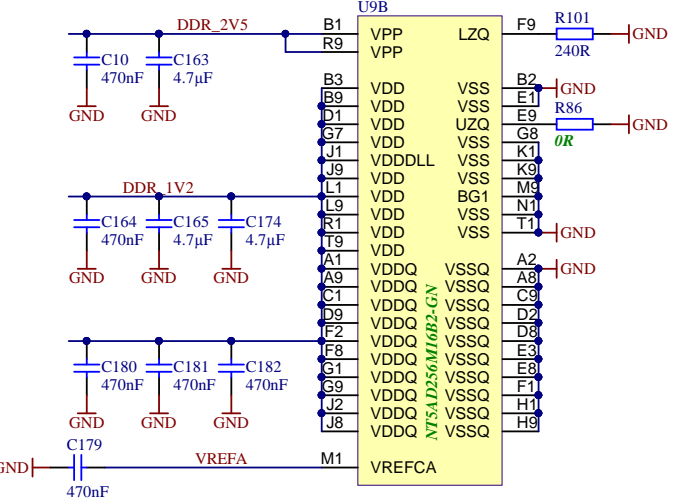 U9B
DDR_2V5
B1 VPP LZQ F9 R101
R9 VPP 240R GND
C10 470nF C163 4.7µF
GND GND
B3 VDD VSS B2 GND
B9 VDD VSS E1 R86
D1 VDD UZQ E9 GND
G7 VDD VSS G8 0R
J1 VDDDLL VSS K1
J9 VDD VSS K9
DDR_1V2 L1 VDD BG1 M9
L9 VDD VSS N1
R1 VDD VSS T1 GND
T9 VDD
C164 470nF C165 4.7µF C174 4.7µF
GND GND GND
A1 VDDQ VSSQ A2 GND
A9 VDDQ VSSQ A8
C1 VDDQ VSSQ C9
D9 VDDQ VSSQ D2
F2 VDDQ VSSQ D8
F8 VDDQ VSSQ E3
G1 VDDQ VSSQ E8
G9 VDDQ VSSQ F1
J2 VDDQ VSSQ H1
J8 VDDQ VSSQ H9
NT5AD256M16B2-GN
C180 470nF C181 470nF C182 470nF
GND GND GND
C179
GND VREFA M1 VREFCA
470nF